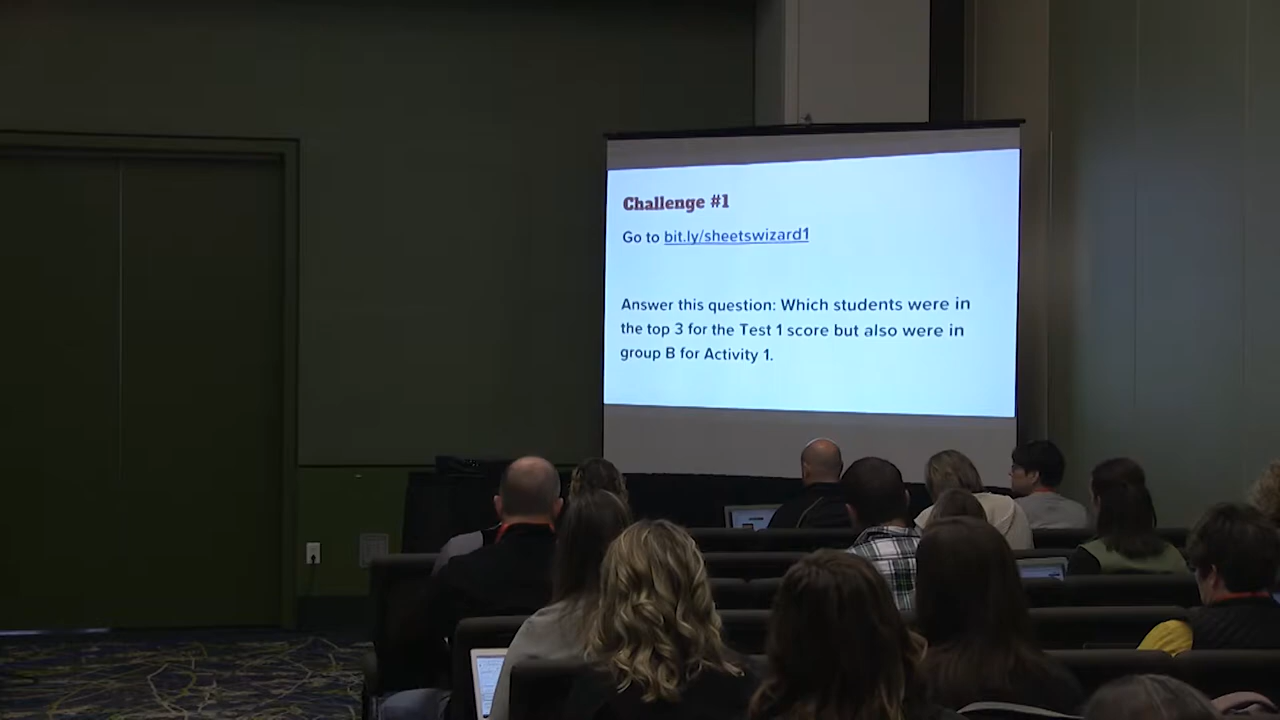 Challenge #1
Go to bit.ly/sheetswizard1
Answer this question: Which students were in
the top 3 for the Test 1 score but also were in
group B for Activity 1.